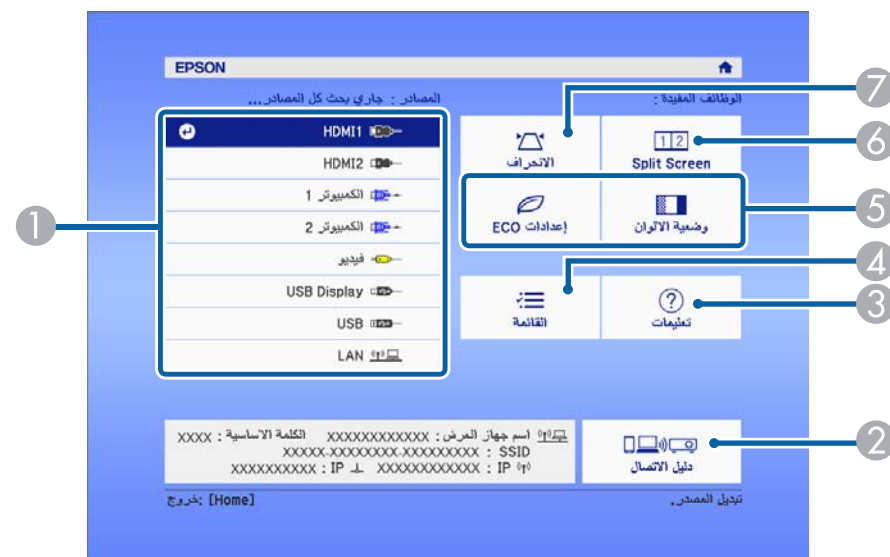 EPSON
الوظائف المفيدة :
المصادر : جاري بحث كل المصادر...
HDMI1
HDMI2
الكمبيوتر 1
الكمبيوتر 2
فيديو
USB Display
USB
LAN
Split Screen
الانحراف
وضعية الألوان
إعدادات ECO
تعليمات
القائمة
دليل الاتصال
اسم جهاز العرض : XXXXXXXXXXXX الكلمة الأساسية : XXXX
SSID : XXXXX-XXXXXXXX-XXXXXXXXX
IP : XXXXXXXXXXXX IP : XXXXXXXXXX
تبديل المصدر.
[Home] :خروج
1
2
3
4
5
6
7